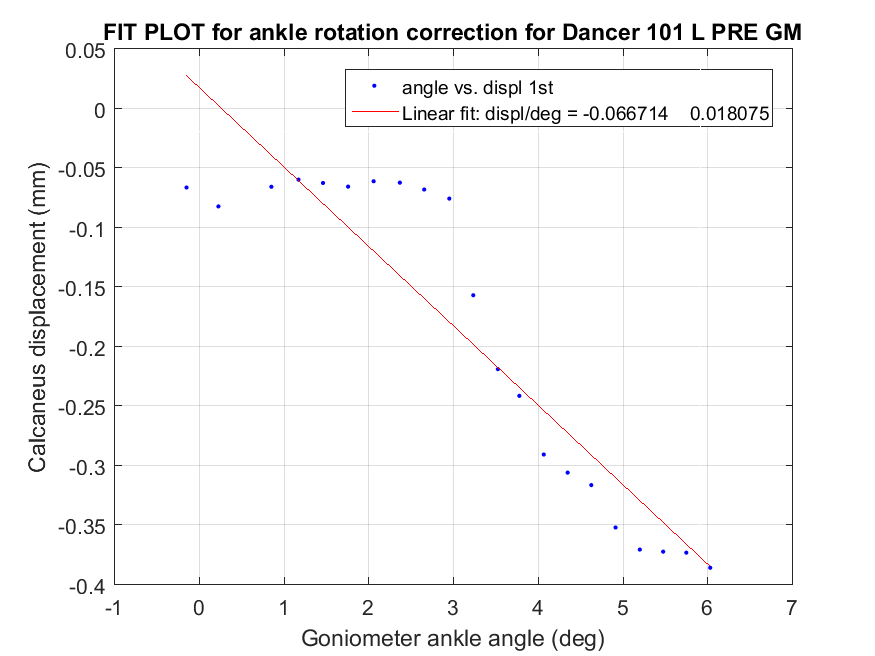 FIT PLOT for ankle rotation correction for Dancer 101 L PRE GM
angle vs. displ 1st
Linear fit: displ/deg = -0.066714 0.018075
0.05
0
-0.05
-0.1
-0.15
-0.2
-0.25
-0.3
-0.35
-0.4
Calcaneus displacement (mm)
-1 0 1 2 3 4 5 6 7
Goniometer ankle angle (deg)